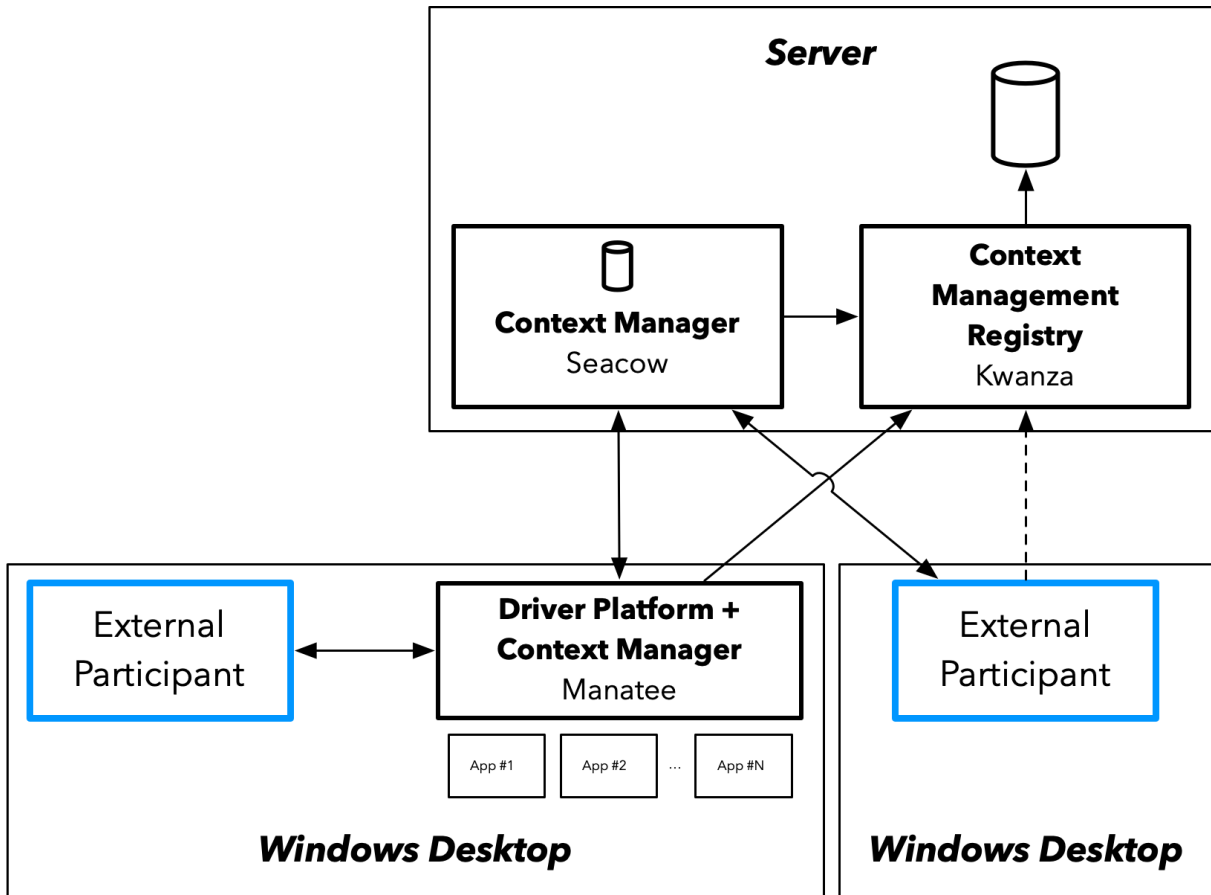 Server
Context Manager
Seacow
Context
Management
Registry
Kwanza
External
Participant
Driver Platform +
Context Manager
Manatee
App #1
App #2
...
App #N
Windows Desktop
External
Participant
Windows Desktop